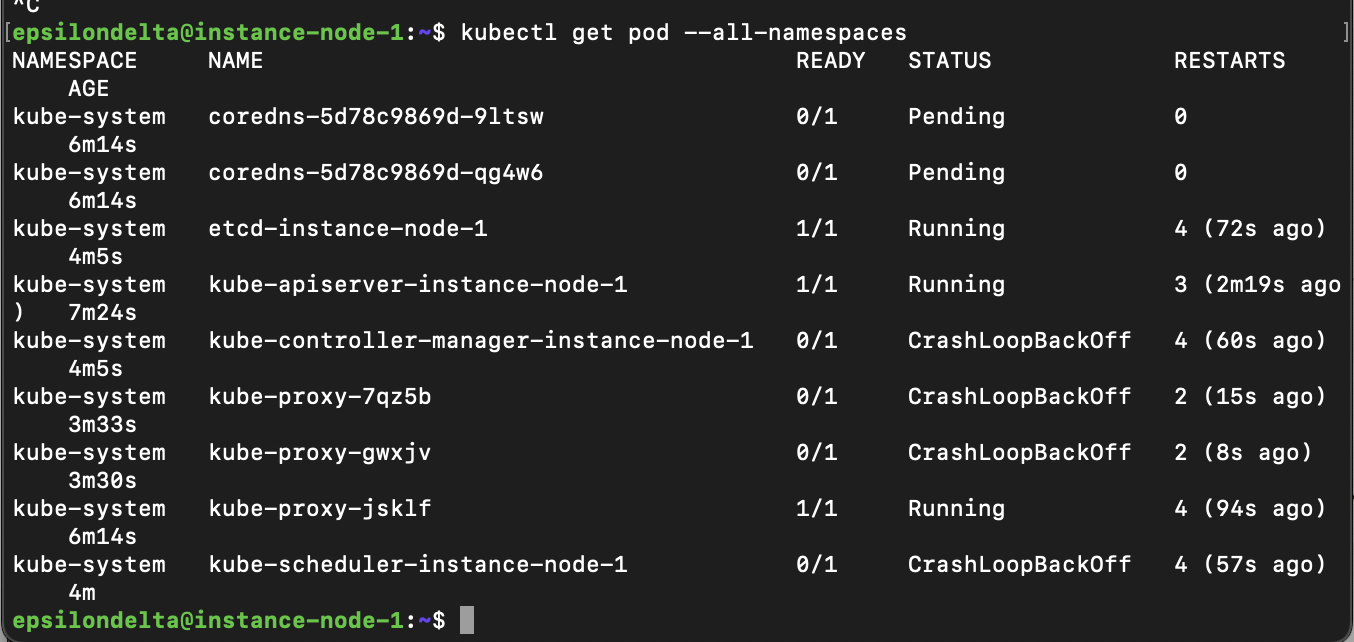 ^C
[epsilondelta@instance-node-1:~$ kubectl get pod --all-namespaces ]
NAMESPACE NAME READY STATUS RESTARTS
AGE
kube-system coredns-5d78c9869d-9ltsw 0/1 Pending 0
6m14s
kube-system coredns-5d78c9869d-qg4w6 0/1 Pending 0
6m14s
kube-system etcd-instance-node-1 1/1 Running 4 (72s ago)
4m5s
kube-system kube-apiserver-instance-node-1 1/1 Running 3 (2m19s ago
) 7m24s
kube-system kube-controller-manager-instance-node-1 0/1 CrashLoopBackOff 4 (60s ago)
4m5s
kube-system kube-proxy-7qz5b 0/1 CrashLoopBackOff 2 (15s ago)
3m33s
kube-system kube-proxy-gwxjv 0/1 CrashLoopBackOff 2 (8s ago)
3m30s
kube-system kube-proxy-jsklf 1/1 Running 4 (94s ago)
6m14s
kube-system kube-scheduler-instance-node-1 0/1 CrashLoopBackOff 4 (57s ago)
4m
epsilondelta@instance-node-1:~$